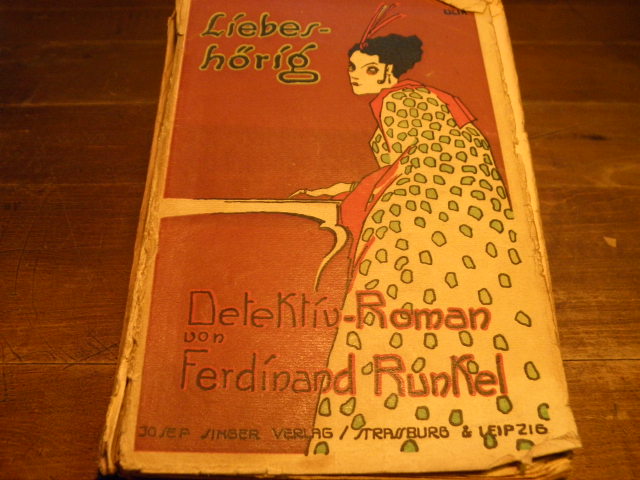 Liebes-
hörig
Detektiv-Roman
von
Ferdinand Runkel
JOSEF SINGER VERLAG / STRASSBURG & LEIPZIG